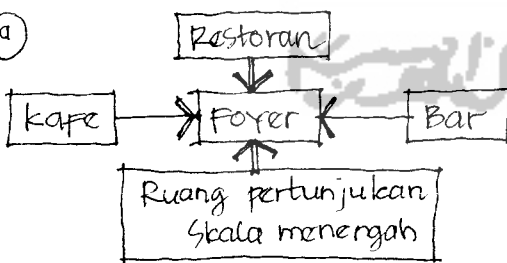 a
Restoran
Kafe
Foyer
Bar
Ruang pertunjukan
Skala menengah